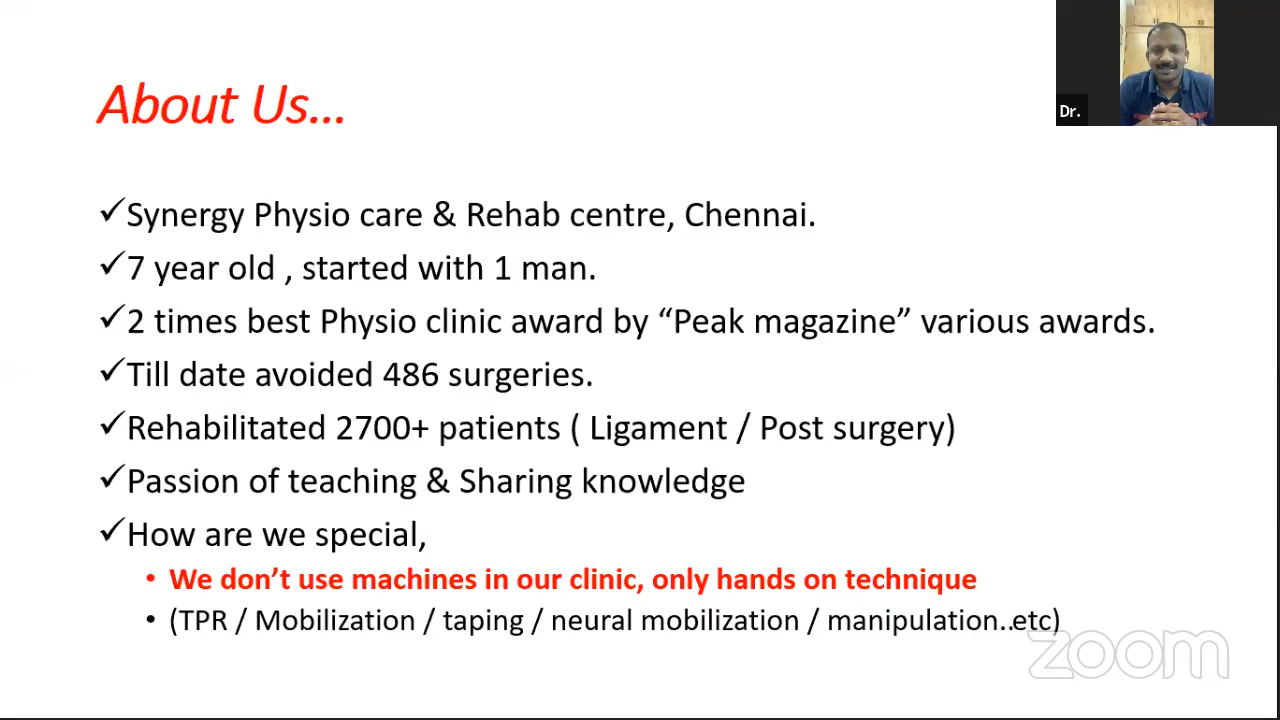 About Us...
Dr.
✓Synergy Physio care & Rehab centre, Chennai.
✓7 year old , started with 1 man.
✓2 times best Physio clinic award by “Peak magazine” various awards.
✓Till date avoided 486 surgeries.
✓Rehabilitated 2700+ patients ( Ligament / Post surgery)
✓Passion of teaching & Sharing knowledge
✓How are we special,
• We don’t use machines in our clinic, only hands on technique
• (TPR / Mobilization / taping / neural mobilization / manipulation..etc)
zoom